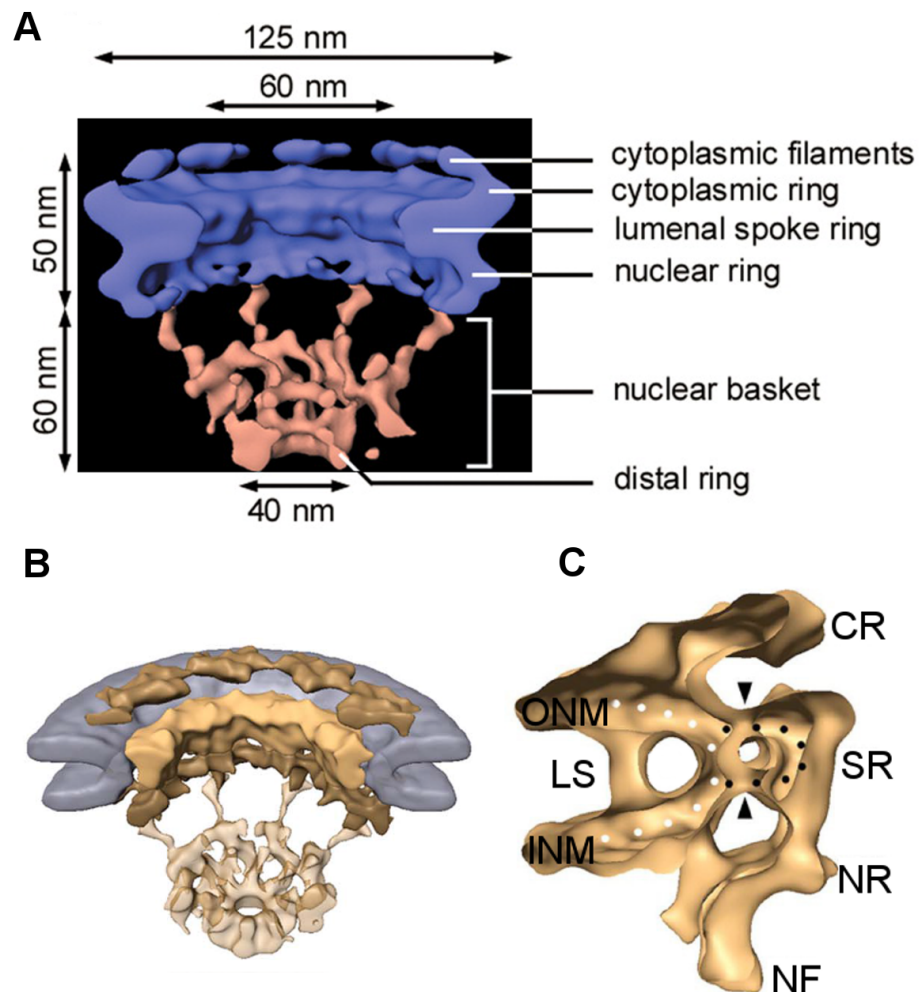 A
125 nm
60 nm
cytoplasmic filaments
cytoplasmic ring
50 nm
lumenal spoke ring
nuclear ring
60 nm
nuclear basket
distal ring
40 nm
B
C
CR
ONM
LS
SR
INM
NR
NF